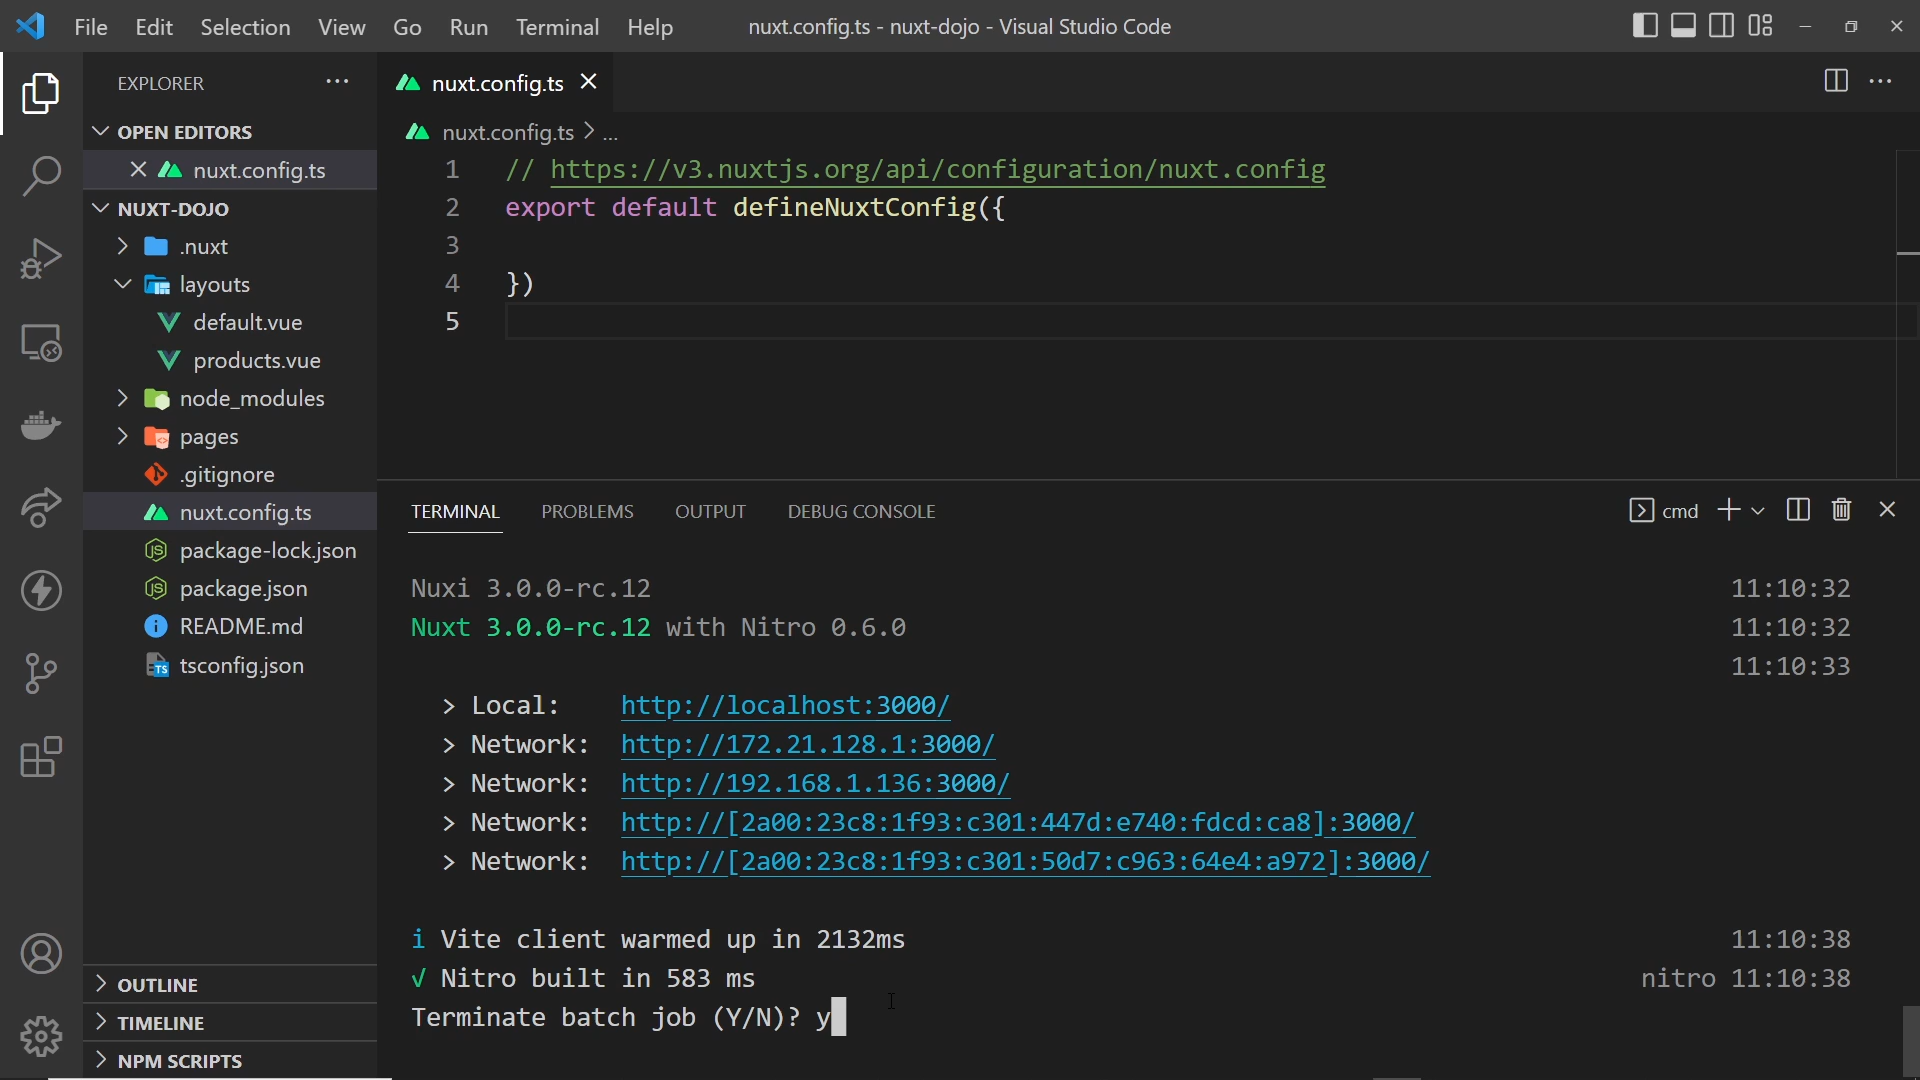 File Edit Selection View Go Run Terminal Help
nuxt.config.ts - nuxt-dojo - Visual Studio Code
EXPLORER
OPEN EDITORS
nuxt.config.ts
NUXT-DOJO
.nuxt
layouts
default.vue
products.vue
node_modules
pages
.gitignore
nuxt.config.ts
package-lock.json
package.json
README.md
tsconfig.json
OUTLINE
TIMELINE
NPM SCRIPTS
nuxt.config.ts
nuxt.config.ts > ...
1 // https://v3.nuxtjs.org/api/configuration/nuxt.config
2 export default defineNuxtConfig({
3
4 })
5
TERMINAL PROBLEMS OUTPUT DEBUG CONSOLE
cmd
Nuxi 3.0.0-rc.12 11:10:32
Nuxt 3.0.0-rc.12 with Nitro 0.6.0 11:10:32
11:10:33
> Local: http://localhost:3000/
> Network: http://172.21.128.1:3000/
> Network: http://192.168.1.136:3000/
> Network: http://[2a00:23c8:1f93:c301:447d:e740:fdcd:ca8]:3000/
> Network: http://[2a00:23c8:1f93:c301:50d7:c963:64e4:a972]:3000/
i Vite client warmed up in 2132ms 11:10:38
√ Nitro built in 583 ms nitro 11:10:38
Terminate batch job (Y/N)? y